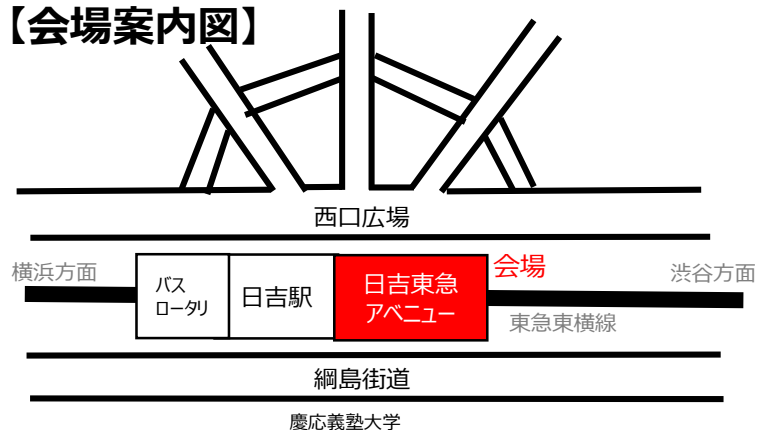 【会場案内図】
西口広場
横浜方面
バス
ロータリ
日吉駅
日吉東急
アベニュー
会場
渋谷方面
東急東横線
綱島街道
慶応義塾大学